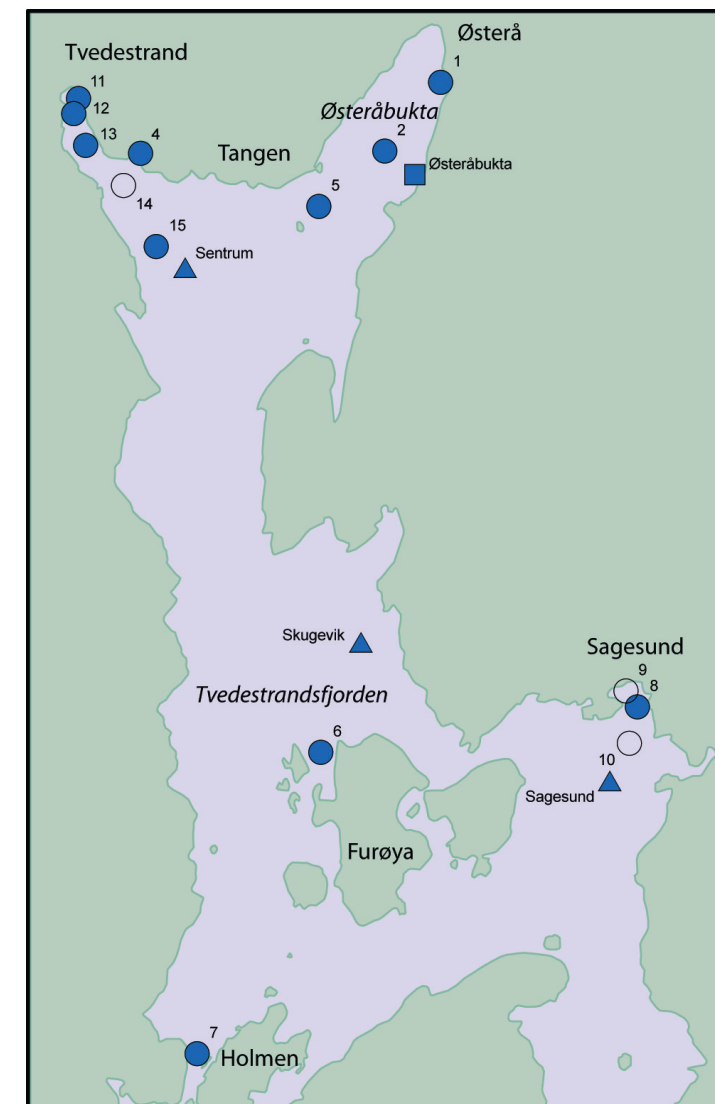 Østerå
Tvedestrand
1
11
Østeråbukta
12
2
13
4
Tangen
Østeråbukta
5
14
15
Sentrum
Skugevik
Sagesund
9
8
Tvedestrandsfjorden
6
10
Sagesund
Furøya
7
Holmen